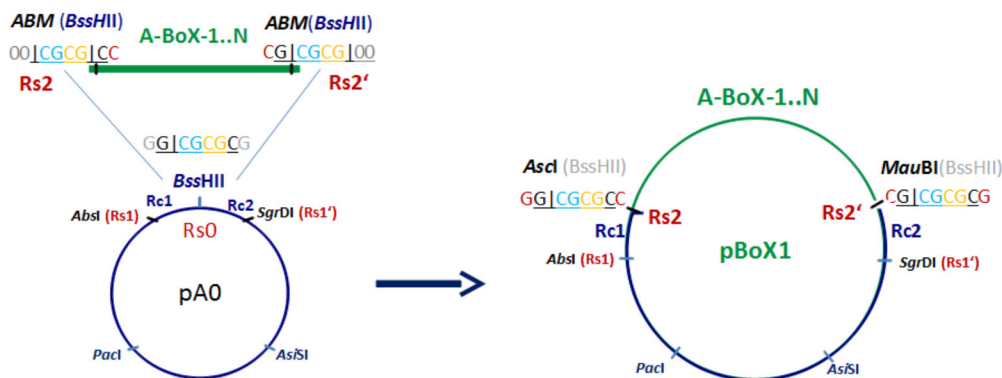 ABM (BssHII)
A-BoX-1..N
ABM(BssHII)
00|CGCG|CC
CG|CGCG|00
Rs2
Rs2‘
GG|CGCGCG
BssHII
Rc1
Rc2
AbsI (Rs1)
SgrDI (Rs1‘)
Rs0
pA0
PacI
AsiSI
A-BoX-1..N
AscI (BssHII)
MauBI(BssHII)
GG|CGCGCC
CG|CGCGCG
Rs2
Rs2‘
Rc1
Rc2
AbsI (Rs1)
pBoX1
SgrDI (Rs1‘)
PacI
AsiSI